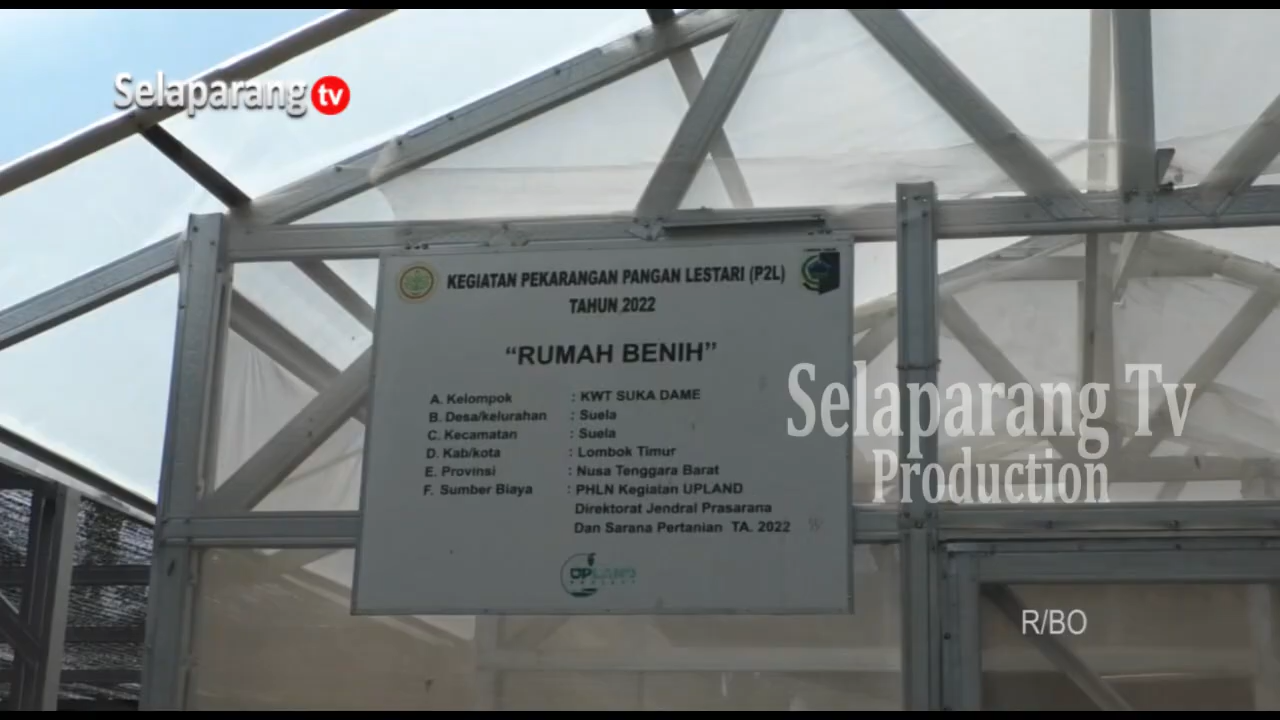 Selaparang tv
KEGIATAN PEKARANGAN PANGAN LESTARI (P2L)
TAHUN 2022
"RUMAH BENIH"
A. Kelompok : KWT SUKA DAME
B. Desa/kelurahan : Suela
C. Kecamatan : Suela
D. Kab/kota : Lombok Timur
E. Provinsi : Nusa Tenggara Barat
F. Sumber Biaya : PHLN Kegiatan UPLAND
Direktorat Jendral Prasarana
Dan Sarana Pertanian TA. 2022
UPLAND
Selaparang Tv
Production
R/BO